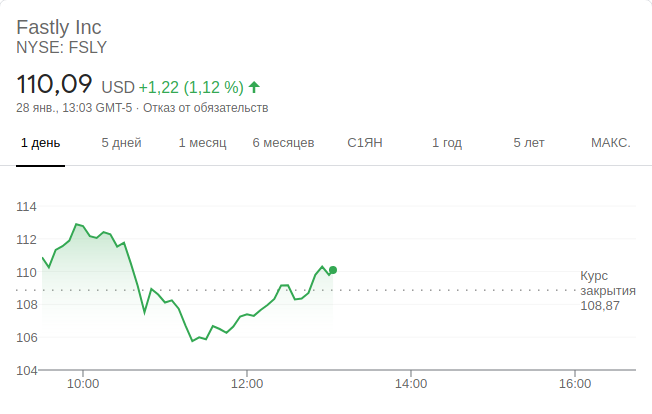 Fastly Inc
NYSE: FSLY
110,09 USD +1,22 (1,12 %)
28 янв., 13:03 GMT-5 · Отказ от обязательств
1 день 5 дней 1 месяц 6 месяцев С1ЯН 1 год 5 лет МАКС.
114
112
110
Курс
закрытия
108,87
108
106
104
10:00 12:00 14:00 16:00